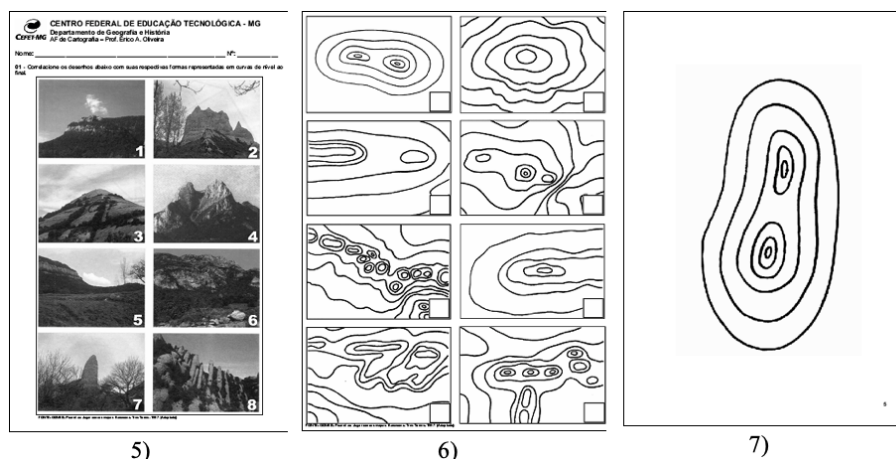 CENTRO FEDERAL DE EDUCAÇÃO TECNOLÓGICA - MG
Departamento de Geografia e História
AF de Cartografia – Prof. Érico A. Oliveira
CEFET-MG
Nome: Nº:
01 - Correlacione os desenhos abaixo com suas respectivas formas representadas em curvas de nível ao
final.
1
2
3
4
5
6
7
8
5)
6)
7)